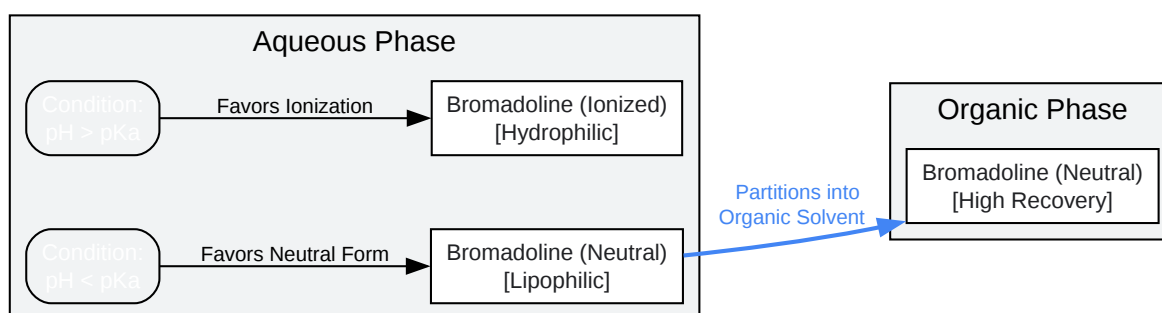 Aqueous Phase
Condition:
pH > pKa
Favors Ionization
Bromadoline (Ionized)
[Hydrophilic]
Condition:
pH < pKa
Favors Neutral Form
Bromadoline (Neutral)
[Lipophilic]
Partitions into
Organic Solvent
Organic Phase
Bromadoline (Neutral)
[High Recovery]